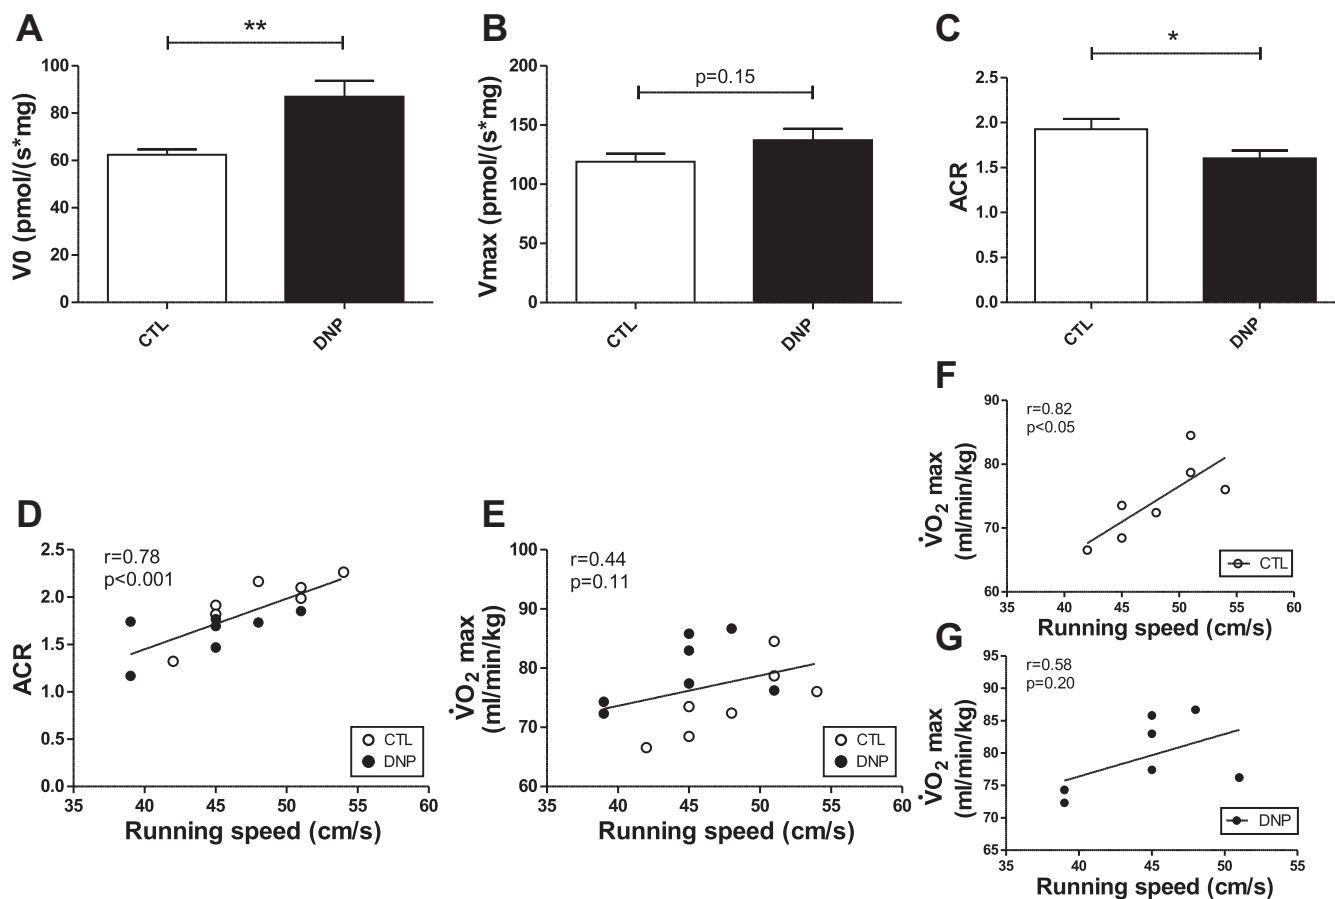 A
**
V0 (pmol/(s*mg)
100
80
60
40
20
0
CTL
DNP
B
p=0.15
Vmax (pmol/(s*mg)
200
150
100
50
0
CTL
DNP
C
*
ACR
2.5
2.0
1.5
1.0
0.5
0.0
CTL
DNP
D
r=0.78
p<0.001
ACR
2.5
2.0
1.5
1.0
0.5
0.0
CTL
DNP
35 40 45 50 55 60
Running speed (cm/s)
E
r=0.44
p=0.11
V̇O2 max
(ml/min/kg)
100
90
80
70
60
CTL
DNP
35 40 45 50 55 60
Running speed (cm/s)
F
r=0.82
p<0.05
V̇O2 max
(ml/min/kg)
90
80
70
60
CTL
35 40 45 50 55 60
Running speed (cm/s)
G
r=0.58
p=0.20
V̇O2 max
(ml/min/kg)
95
90
85
80
75
70
65
DNP
35 40 45 50 55
Running speed (cm/s)